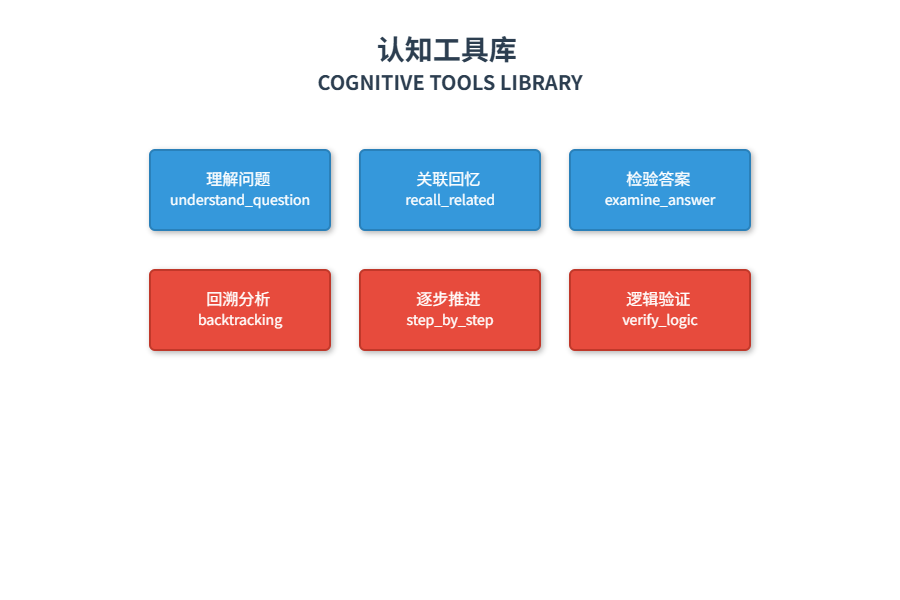 认知工具库
COGNITIVE TOOLS LIBRARY
理解问题
understand_question
关联回忆
recall_related
检验答案
examine_answer
回溯分析
backtracking
逐步推进
step_by_step
逻辑验证
verify_logic